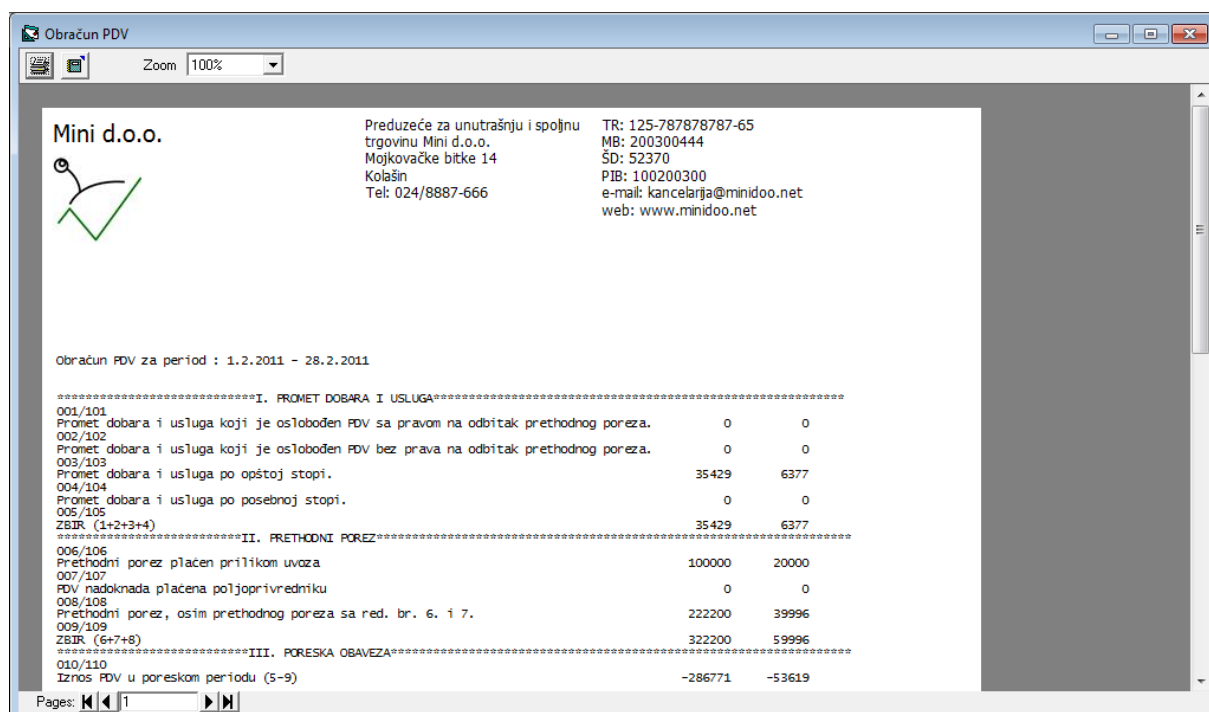 Obračun PDV
Zoom 100%
Mini d.o.o.
Preduzeće za unutrašnju i spoljnu
trgovinu Mini d.o.o.
Mojkovačke bitke 14
Kolašin
Tel: 024/8887-666
TR: 125-787878787-65
MB: 200300444
ŠD: 52370
PIB: 100200300
e-mail: kancelarija@minidoo.net
web: www.minidoo.net
Obračun PDV za period : 1.2.2011 - 28.2.2011
****************************I. PROMET DOBARA I USLUGA**********************************************************
001/101
Promet dobara i usluga koji je oslobođen PDV sa pravom na odbitak prethodnog poreza. 0 0
002/102
Promet dobara i usluga koji je oslobođen PDV bez prava na odbitak prethodnog poreza. 0 0
003/103
Promet dobara i usluga po opštoj stopi. 35429 6377
004/104
Promet dobara i usluga po posebnoj stopi. 0 0
005/105
ZBIR (1+2+3+4) 35429 6377
**************************II. PRETHODNI POREZ*******************************************************************
006/106
Prethodni porez plaćen prilikom uvoza 100000 20000
007/107
PDV nadoknada plaćena poljoprivredniku 0 0
008/108
Prethodni porez, osim prethodnog poreza sa red. br. 6. i 7. 222200 39996
009/109
ZBIR (6+7+8) 322200 59996
***************************III. PORESKA OBAVEZA*****************************************************************
010/110
Iznos PDV u poreskom periodu (5-9) -286771 -53619
Pages: 1